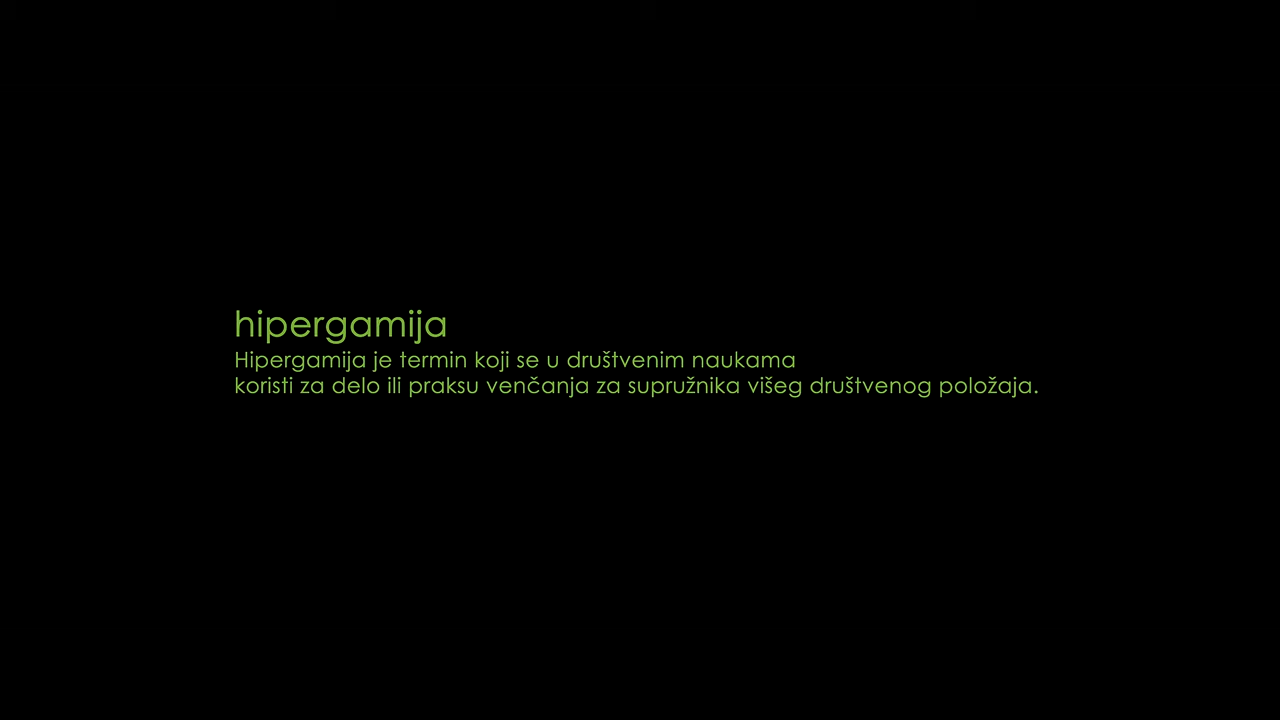 hipergamija
Hipergamija je termin koji se u društvenim naukama
koristi za delo ili praksu venčanja za supružnika višeg društvenog položaja.